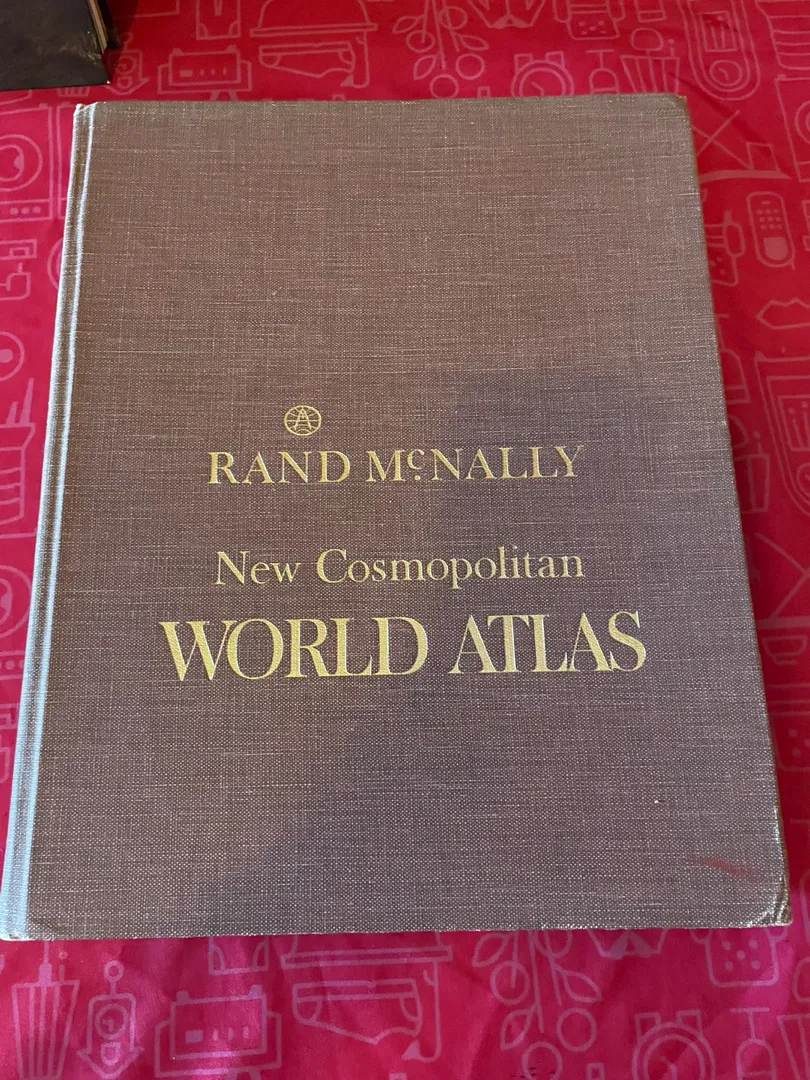 RAND McNALLY
New Cosmopolitan
WORLD ATLAS